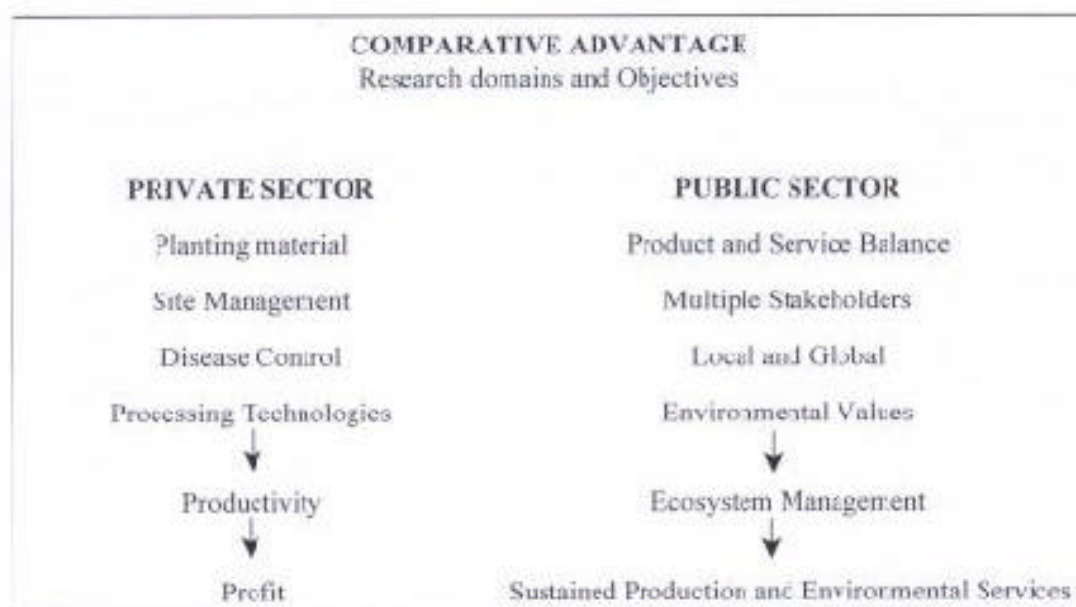 COMPARATIVE ADVANTAGE
Research domains and Objectives
PRIVATE SECTOR
Planting material
Site Management
Disease Control
Processing Technologies
Productivity
Profit
PUBLIC SECTOR
Product and Service Balance
Multiple Stakeholders
Local and Global
Environmental Values
Ecosystem Management
Sustained Production and Environmental Services